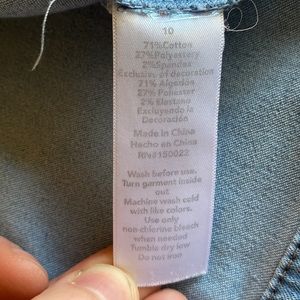 10
71%Cotton
27%Polyestery
2%Spandex
Exclusive of decoration
71% Algodón
27% Poliester
2% Elastano
Excluyendo la
Decoración
Made in China
Hecho en China
RN#150022
Wash before use.
Turn garment inside
out
Machine wash cold
with like colors.
Use only
non-chlorine bleach
when needed
Tumble dry low
Do not iron